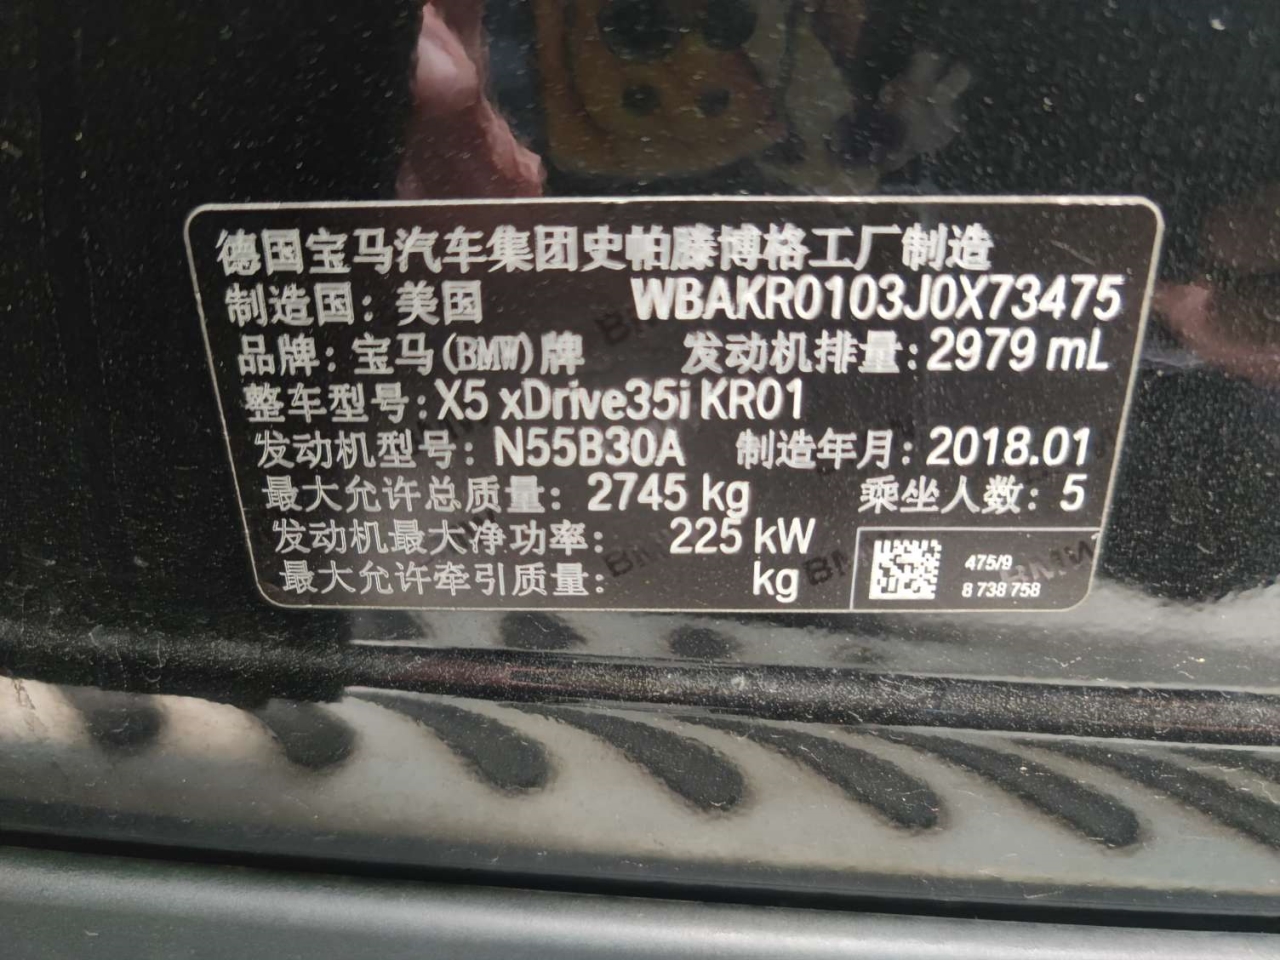 德国宝马汽车集团史帕滕博格工厂制造
制造国: 美国 WBAKR0103J0X73475
品牌: 宝马(BMW)牌 发动机排量: 2979 mL
整车型号: X5 xDrive35i KR01
发动机型号: N55B30A 制造年月: 2018.01
最大允许总质量: 2745 kg 乘坐人数: 5
发动机最大净功率: 225 kW
最大允许牵引质量: kg
475/9
8 738 758